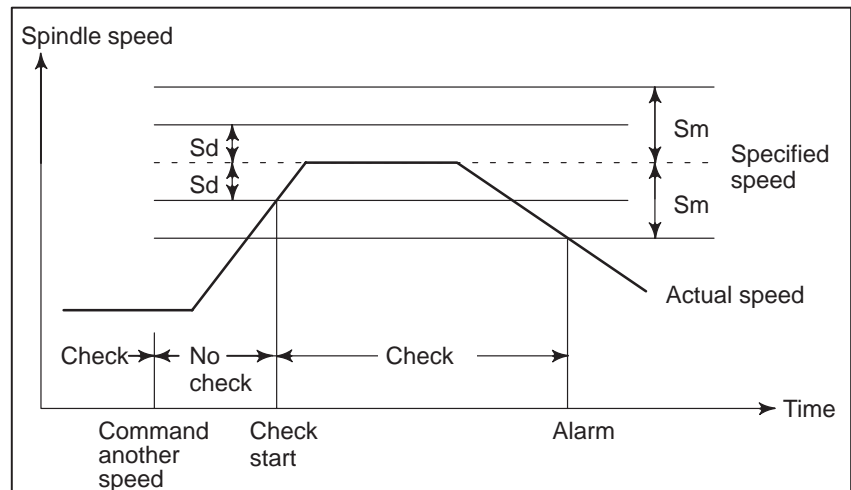 Spindle speed
Sd
Sm
Sd
Specified
speed
Sm
Actual speed
Check
No
check
Check
Time
Command
another
speed
Check
start
Alarm